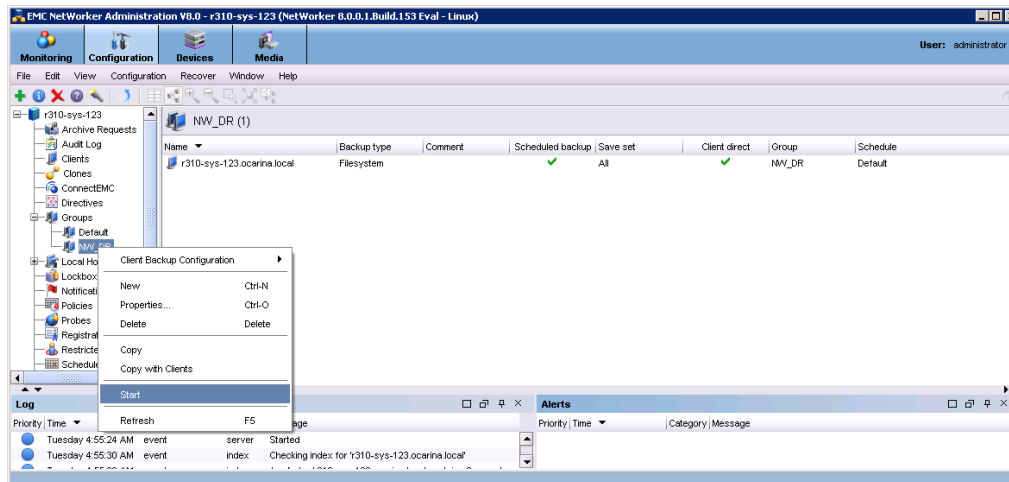 EMC NetWorker Administration V8.0 - r310-sys-123 (NetWorker 8.0.0.1.Build.153 Eval - Linux)
Monitoring Configuration Devices Media
User: administrator
File Edit View Configuration Recover Window Help
r310-sys-123
Archive Requests
Audit Log
Clients
Clones
ConnectEMC
Directives
Groups
Default
NW_DR
Local Ho
Lockbox
Notificati
Policies
Probes
Registrat
Restricte
Schedule
NW_DR (1)
Name Backup type Comment Scheduled backup Save set Client direct Group Schedule
r310-sys-123.ocarina.local Filesystem All NW_DR Default
Client Backup Configuration
New Ctrl-N
Properties... Ctrl-O
Delete Delete
Copy
Copy with Clients
Start
Refresh F5
Log
Priority Time age
Tuesday 4:55:24 AM event server Started
Tuesday 4:55:30 AM event index Checking index for 'r310-sys-123.ocarina.local'
Alerts
Priority Time Category Message